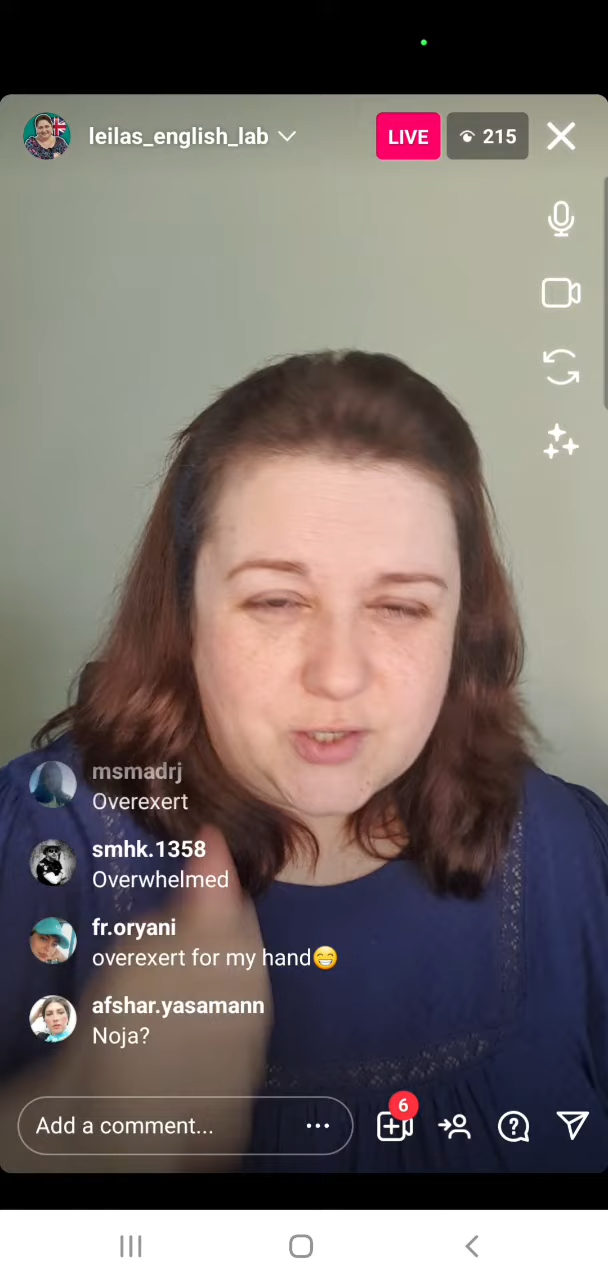 leilas_english_lab
LIVE
215
msmadrj
Overexert
smhk.1358
Overwhelmed
fr.oryani
overexert for my hand😁
afshar.yasamann
Noja?
Add a comment...
6